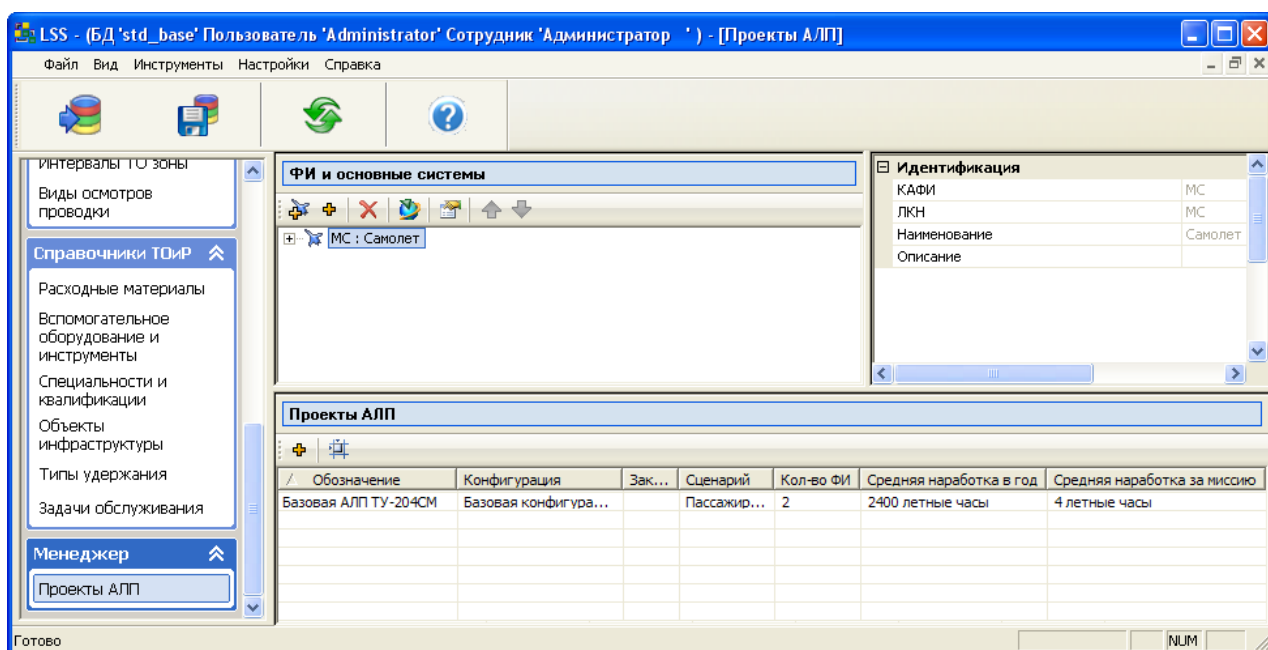 LSS - (БД 'std_base' Пользователь 'Administrator' Сотрудник 'Администратор ' ) - [Проекты АЛП]
Файл Вид Инструменты Настройки Справка
Интервалы ТО зоны
Виды осмотров
проводки
Справочники ТОиР
Расходные материалы
Вспомогательное
оборудование и
инструменты
Специальности и
квалификации
Объекты
инфраструктуры
Типы удержания
Задачи обслуживания
Менеджер
Проекты АЛП
ФИ и основные системы
МС : Самолет
Идентификация
КАФИ МС
ЛКН МС
Наименование Самолет
Описание
Проекты АЛП
Обозначение Конфигурация Зак... Сценарий Кол-во ФИ Средняя наработка в год Средняя наработка за миссию
Базовая АЛП ТУ-204СМ Базовая конфигура... Пассажир... 2 2400 летные часы 4 летные часы
Готово NUM